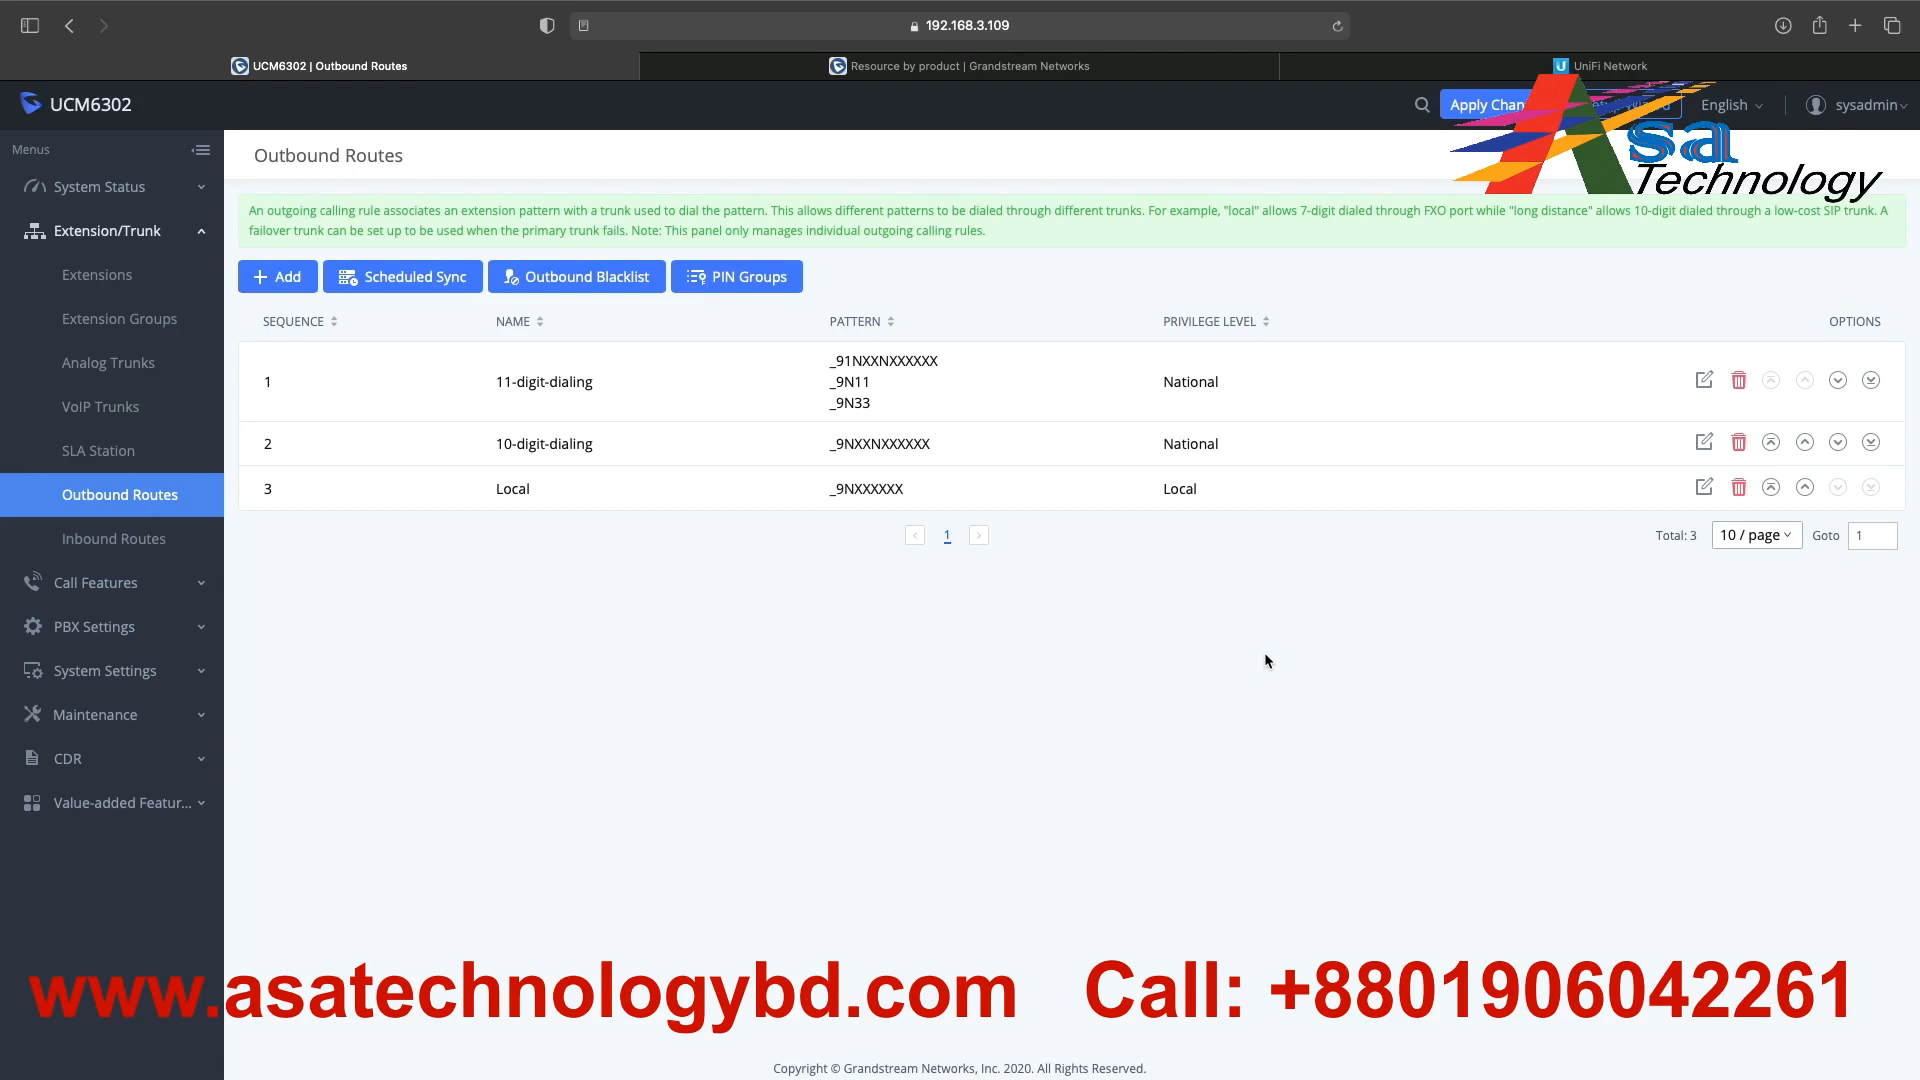 192.168.3.109
UCM6302 | Outbound Routes
Resource by product | Grandstream Networks
UniFi Network
UCM6302
Apply Chan
English
sysadmin
Asa
Technology
Menus
System Status
Extension/Trunk
Extensions
Extension Groups
Analog Trunks
VoIP Trunks
SLA Station
Outbound Routes
Inbound Routes
Call Features
PBX Settings
System Settings
Maintenance
CDR
Value-added Featur...
Outbound Routes
An outgoing calling rule associates an extension pattern with a trunk used to dial the pattern. This allows different patterns to be dialed through different trunks. For example, "local" allows 7-digit dialed through FXO port while "long distance" allows 10-digit dialed through a low-cost SIP trunk. A
failover trunk can be set up to be used when the primary trunk fails. Note: This panel only manages individual outgoing calling rules.
Add Scheduled Sync Outbound Blacklist PIN Groups
SEQUENCE NAME PATTERN PRIVILEGE LEVEL OPTIONS
_91NXXNXXXXXX
1 11-digit-dialing _9N11 National
_9N33
2 10-digit-dialing _9NXXNXXXXXX National
3 Local _9NXXXXXX Local
1 Total: 3 10 / page Goto 1
www.asatechnologybd.com Call: +8801906042261
Copyright © Grandstream Networks, Inc. 2020. All Rights Reserved.